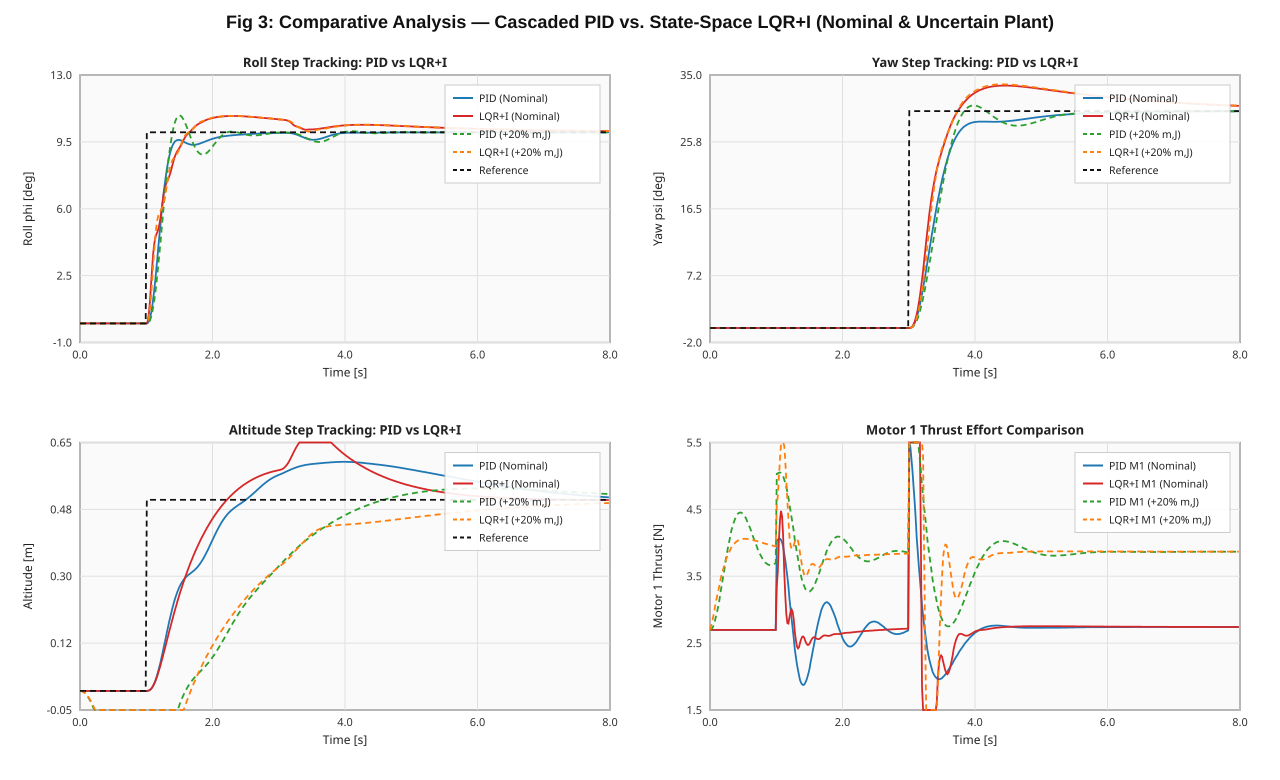 Fig 3: Comparative Analysis — Cascaded PID vs. State-Space LQR+I (Nominal & Uncertain Plant)
Roll Step Tracking: PID vs LQR+I
13.0
9.5
6.0
2.5
-1.0
Roll phi [deg]
0.0 2.0 4.0 6.0 8.0
Time [s]
PID (Nominal)
LQR+I (Nominal)
PID (+20% m,J)
LQR+I (+20% m,J)
Reference
Yaw Step Tracking: PID vs LQR+I
35.0
25.8
16.5
7.2
-2.0
Yaw psi [deg]
0.0 2.0 4.0 6.0 8.0
Time [s]
PID (Nominal)
LQR+I (Nominal)
PID (+20% m,J)
LQR+I (+20% m,J)
Reference
Altitude Step Tracking: PID vs LQR+I
0.65
0.48
0.30
0.12
-0.05
Altitude [m]
0.0 2.0 4.0 6.0 8.0
Time [s]
PID (Nominal)
LQR+I (Nominal)
PID (+20% m,J)
LQR+I (+20% m,J)
Reference
Motor 1 Thrust Effort Comparison
5.5
4.5
3.5
2.5
1.5
Motor 1 Thrust [N]
0.0 2.0 4.0 6.0 8.0
Time [s]
PID M1 (Nominal)
LQR+I M1 (Nominal)
PID M1 (+20% m,J)
LQR+I M1 (+20% m,J)